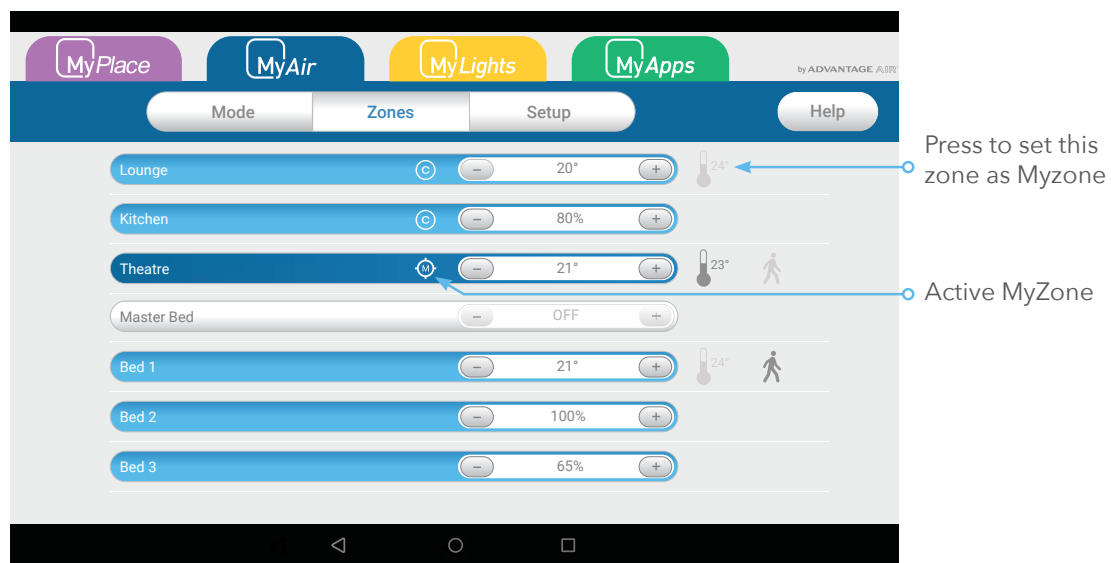 MyPlace
MyAir
MyLights
MyApps
by ADVANTAGE AIR
Mode
Zones
Setup
Help
Lounge C − 20° + 24°
Press to set this
zone as Myzone
Kitchen C − 80% +
Theatre M − 21° + 23°
Active MyZone
Master Bed − OFF +
Bed 1 − 21° + 24°
Bed 2 − 100% +
Bed 3 − 65% +